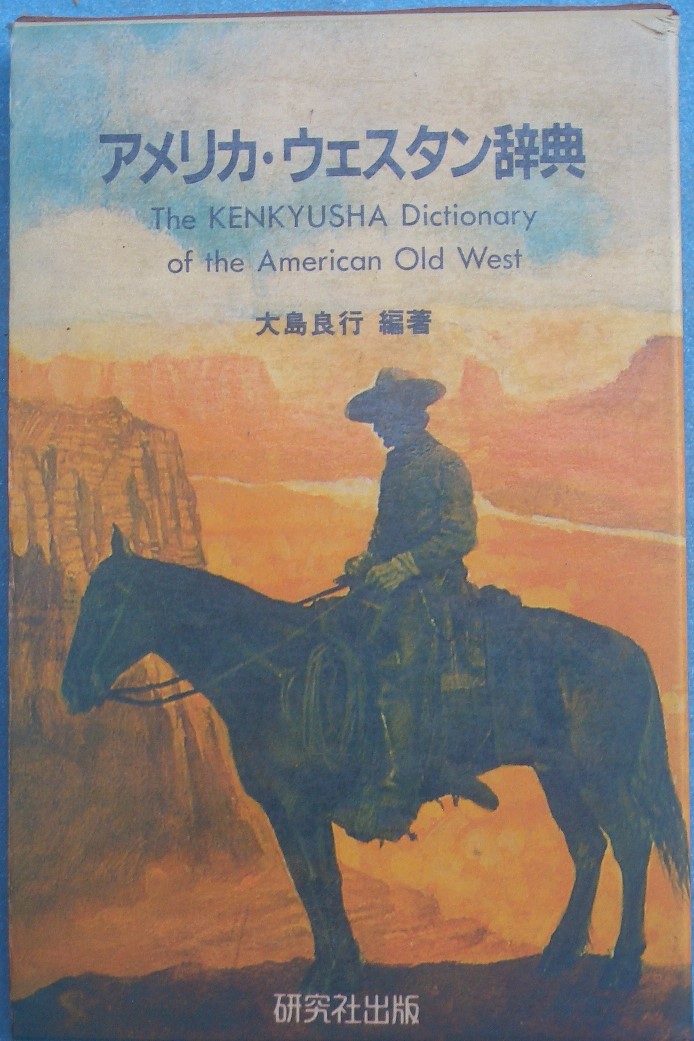 アメリカ・ウェスタン辞典
The KENKYUSHA Dictionary
of the American Old West
大島良行 編著
研究社出版